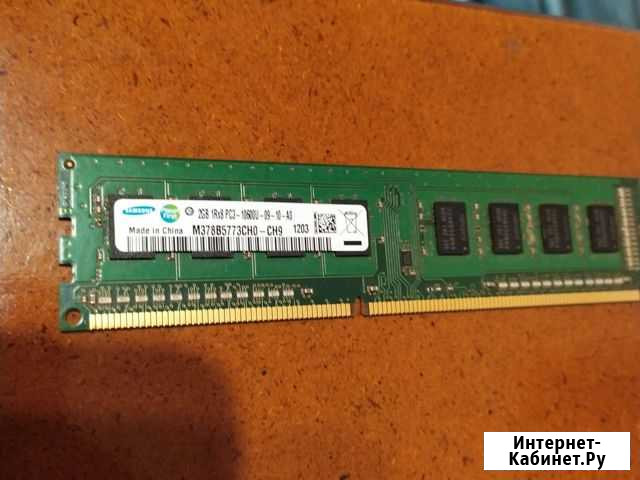 SAMSUNG 2GB 1Rx8 PC3-10600U-09-10-A0
Made in China M378B5773CH0-CH9 1203
Интернет-
Кабинет.Ру